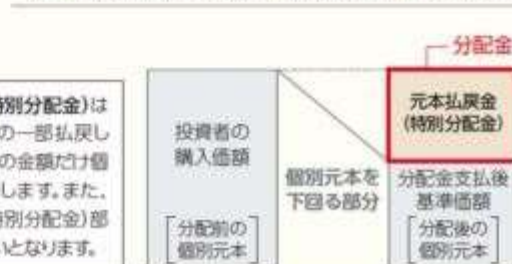 分配金
特別分配金)は
の一部払戻し
の金額だけ個
します。また、
特別分配金)部
いとなります。
投資者の
購入価額
[分配前の
個別元本]
個別元本を
下回る部分
元本払戻金
(特別分配金)
分配金支払後
基準価額
[分配後の
個別元本]